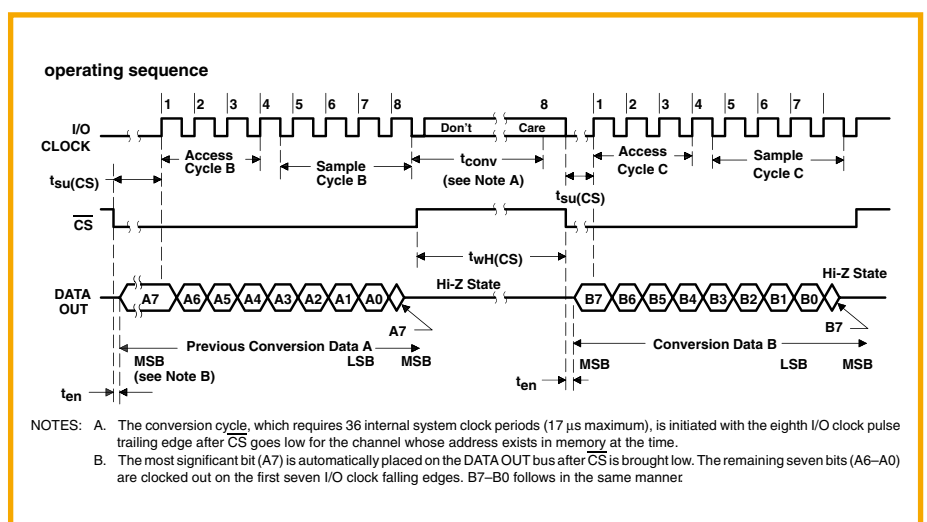 operating sequence
1 2 3 4 5 6 7 8 8 1 2 3 4 5 6 7
I/O
CLOCK
Don't Care
Access
Cycle B
Sample
Cycle B
tconv
(see Note A)
Access
Cycle C
Sample
Cycle C
tsu(CS)
tsu(CS)
CS
twH(CS)
Hi-Z State
Hi-Z State
DATA
OUT
A7 A6 A5 A4 A3 A2 A1 A0
B7 B6 B5 B4 B3 B2 B1 B0
A7
B7
Previous Conversion Data A
Conversion Data B
MSB
(see Note B)
LSB
MSB
MSB
LSB
MSB
ten
ten
NOTES: A. The conversion cycle, which requires 36 internal system clock periods (17 μs maximum), is initiated with the eighth I/O clock pulse
trailing edge after CS goes low for the channel whose address exists in memory at the time.
B. The most significant bit (A7) is automatically placed on the DATA OUT bus after CS is brought low. The remaining seven bits (A6–A0)
are clocked out on the first seven I/O clock falling edges. B7–B0 follows in the same manner.